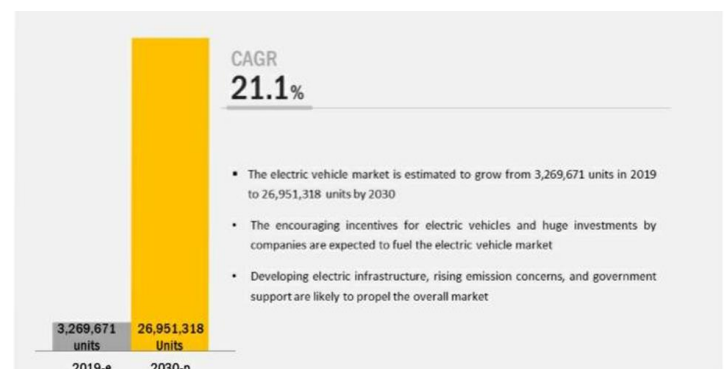 CAGR
21.1%
▪ The electric vehicle market is estimated to grow from 3,269,671 units in 2019
to 26,951,318 units by 2030
• The encouraging incentives for electric vehicles and huge investments by
companies are expected to fuel the electric vehicle market
• Developing electric infrastructure, rising emission concerns, and government
support are likely to propel the overall market
3,269,671
units
26,951,318
Units
2019-e
2030-p